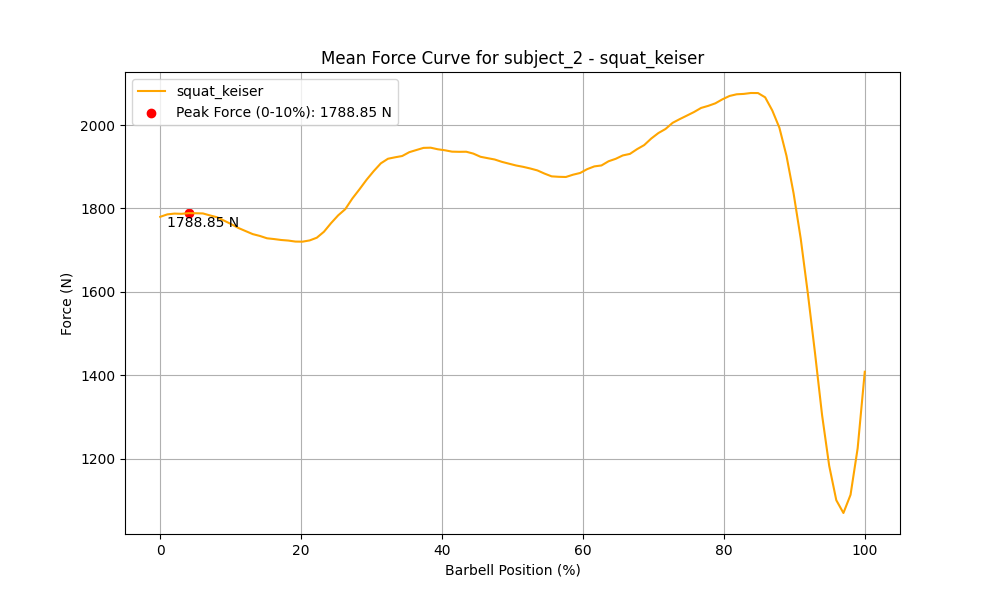 Mean Force Curve for subject_2 - squat_keiser
squat_keiser
Peak Force (0-10%): 1788.85 N
2000
1800
1600
1400
1200
1788.85 N
Force (N)
0 20 40 60 80 100
Barbell Position (%)